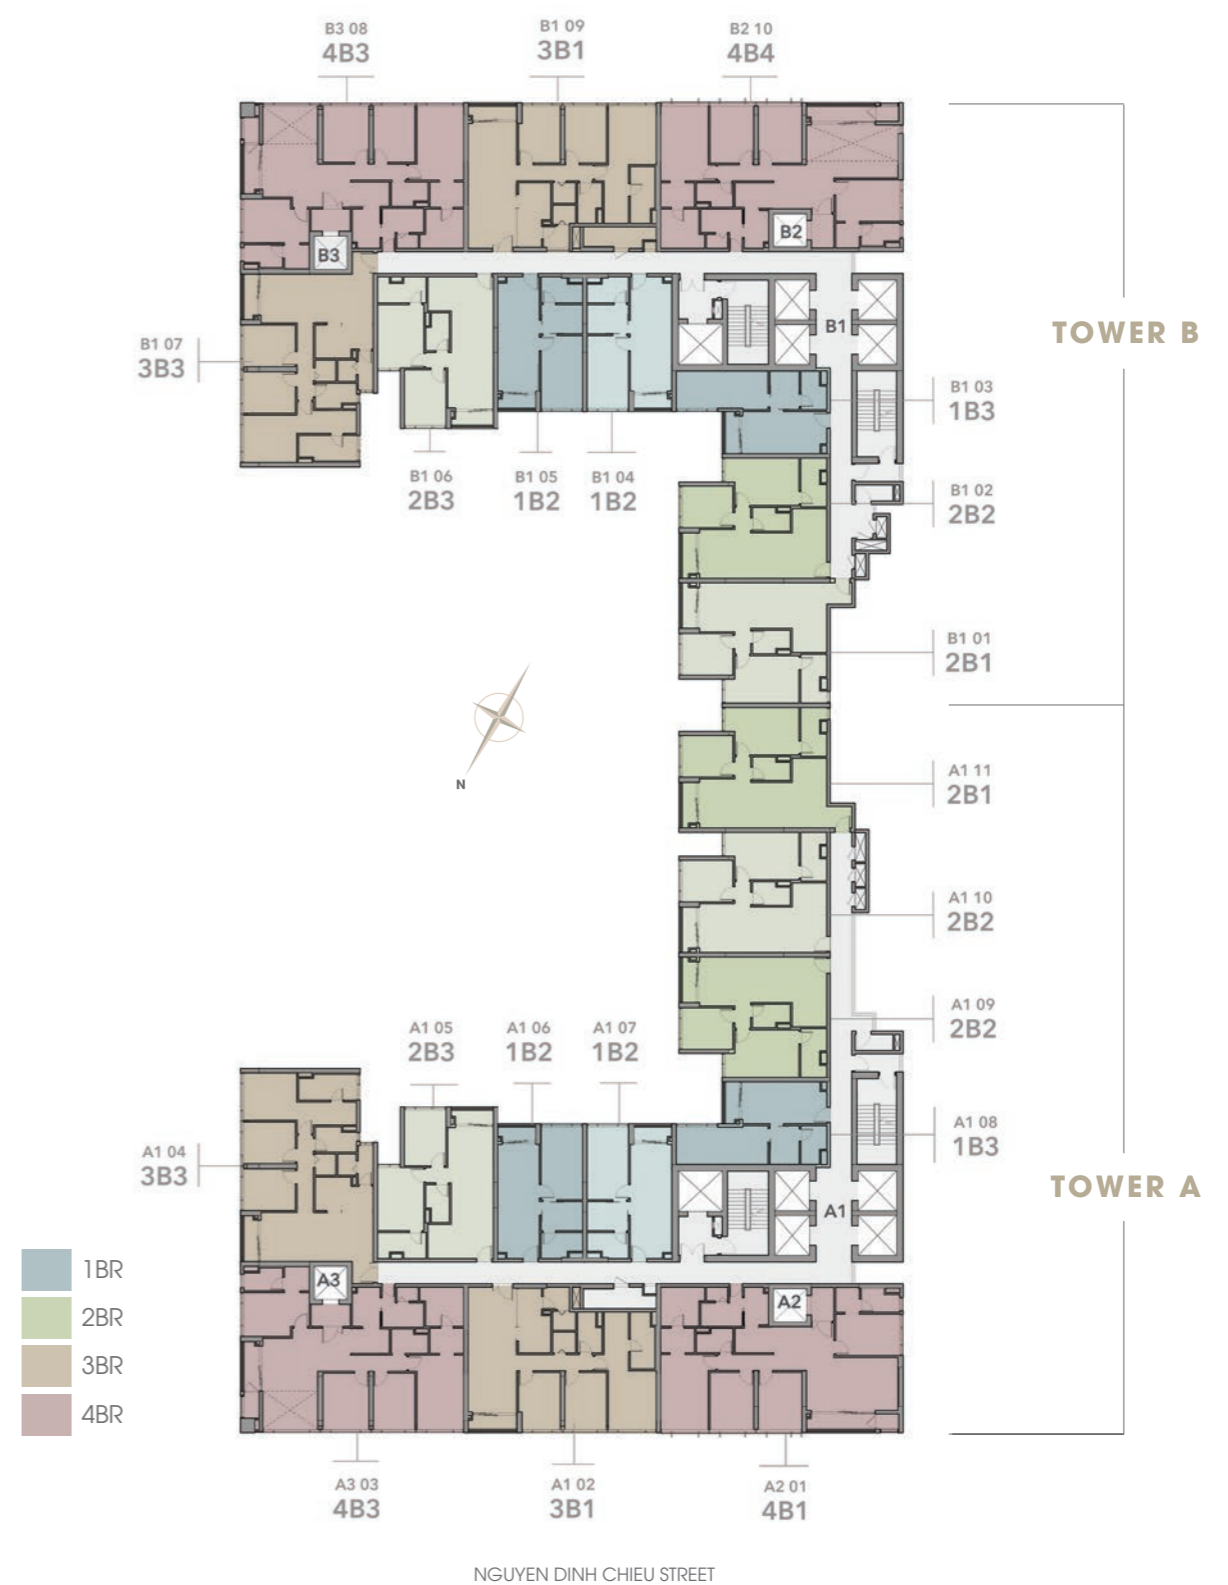 B3 08
4B3
B1 09
3B1
B2 10
4B4
B3
B2
B1
TOWER B
B1 07
3B3
B1 03
1B3
B1 06
2B3
B1 05
1B2
B1 04
1B2
B1 02
2B2
B1 01
2B1
N
A1 11
2B1
A1 10
2B2
A1 09
2B2
A1 05
2B3
A1 06
1B2
A1 07
1B2
A1 08
1B3
A1 04
3B3
TOWER A
A1
A3
A2
1BR
2BR
3BR
4BR
A3 03
4B3
A1 02
3B1
A2 01
4B1
NGUYEN DINH CHIEU STREET